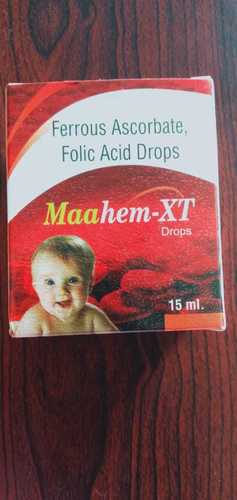 Ferrous Ascorbate,
Folic Acid Drops
Maahem-XT
Drops
15 ml.